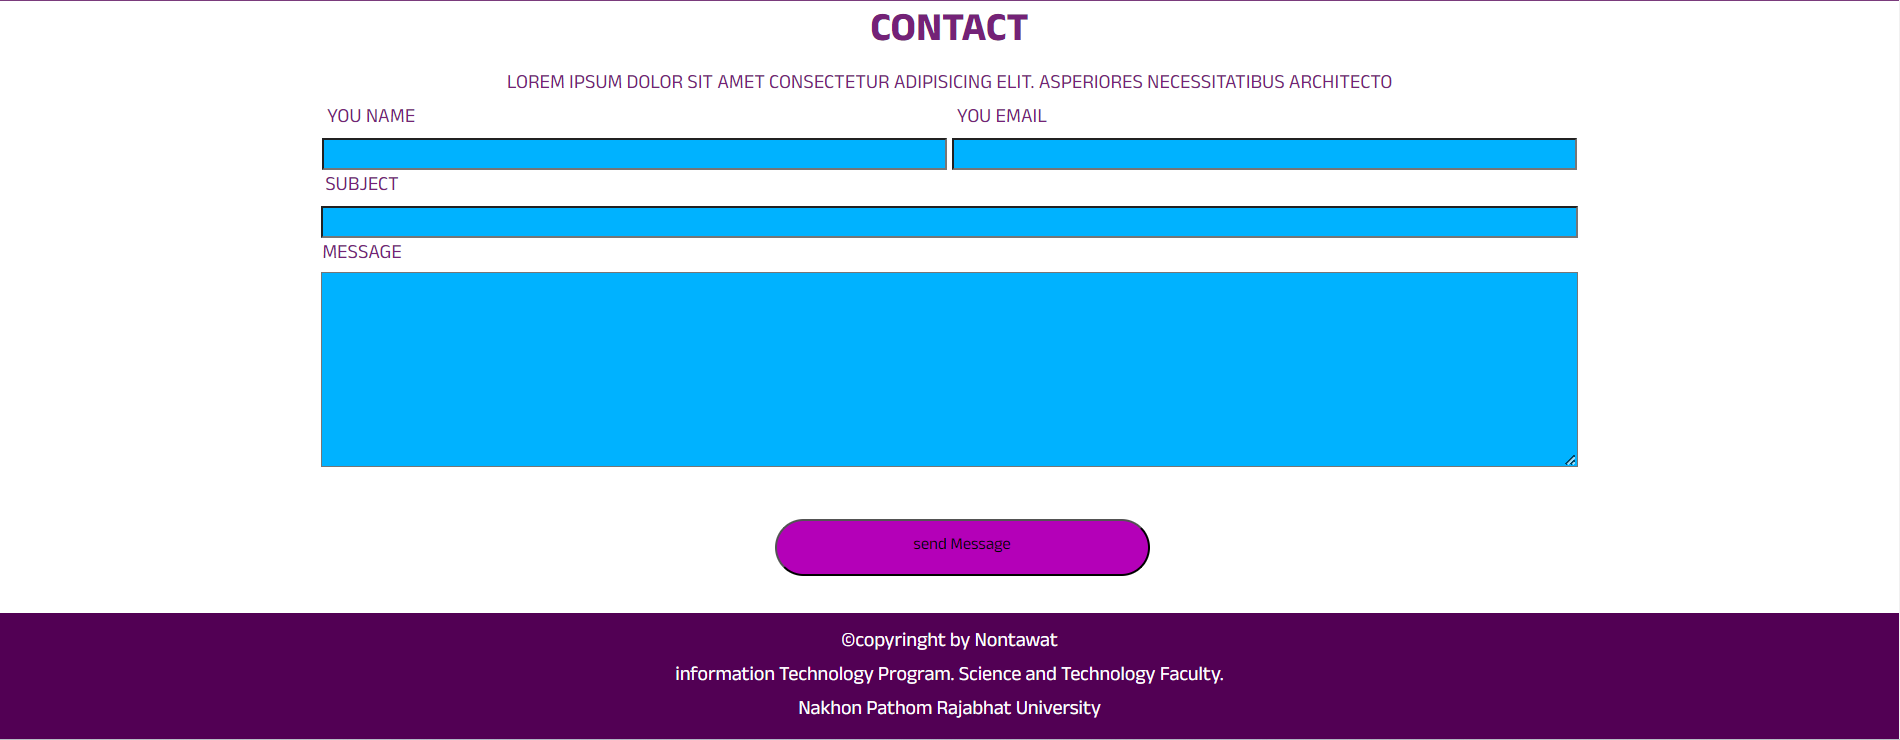 CONTACT
LOREM IPSUM DOLOR SIT AMET CONSECTETUR ADIPISICING ELIT. ASPERIORES NECESSITATIBUS ARCHITECTO
YOU NAME
YOU EMAIL
SUBJECT
MESSAGE
send Message
©copyringht by Nontawat
information Technology Program. Science and Technology Faculty.
Nakhon Pathom Rajabhat University